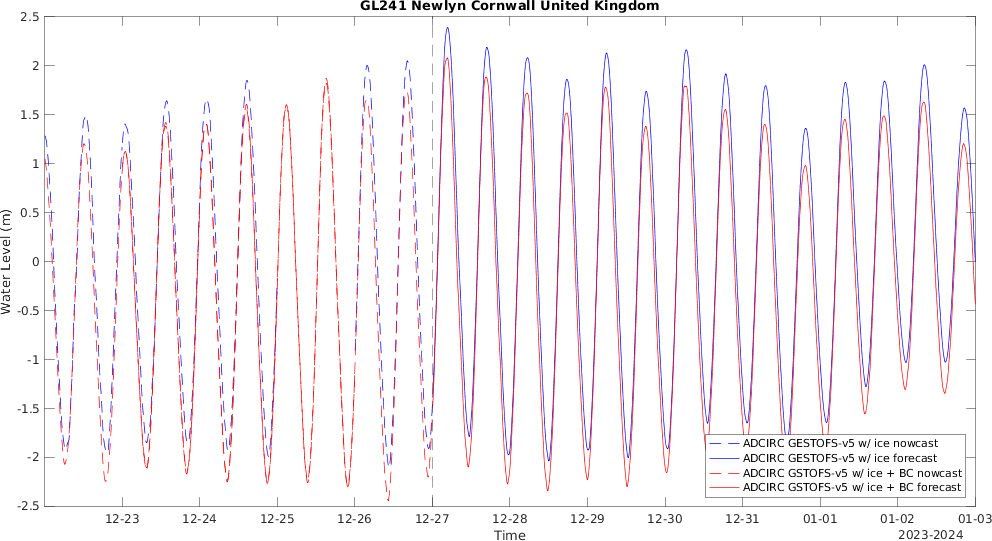 GL241 Newlyn Cornwall United Kingdom
2.5
2
1.5
1
0.5
0
-0.5
-1
-1.5
-2
-2.5
Water Level (m)
ADCIRC GESTOFS-v5 w/ ice nowcast
ADCIRC GESTOFS-v5 w/ ice forecast
ADCIRC GSTOFS-v5 w/ ice + BC nowcast
ADCIRC GSTOFS-v5 w/ ice + BC forecast
12-23 12-24 12-25 12-26 12-27 12-28 12-29 12-30 12-31 01-01 01-02 01-03
Time
2023-2024